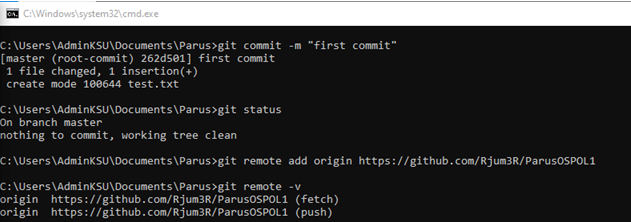 C:\Windows\system32\cmd.exe
C:\Users\AdminKSU\Documents\Parus>git commit -m "first commit"
[master (root-commit) 262d501] first commit
 1 file changed, 1 insertion(+)
 create mode 100644 test.txt
C:\Users\AdminKSU\Documents\Parus>git status
On branch master
nothing to commit, working tree clean
C:\Users\AdminKSU\Documents\Parus>git remote add origin https://github.com/Rjum3R/ParusOSPOL1
C:\Users\AdminKSU\Documents\Parus>git remote -v
origin  https://github.com/Rjum3R/ParusOSPOL1 (fetch)
origin  https://github.com/Rjum3R/ParusOSPOL1 (push)